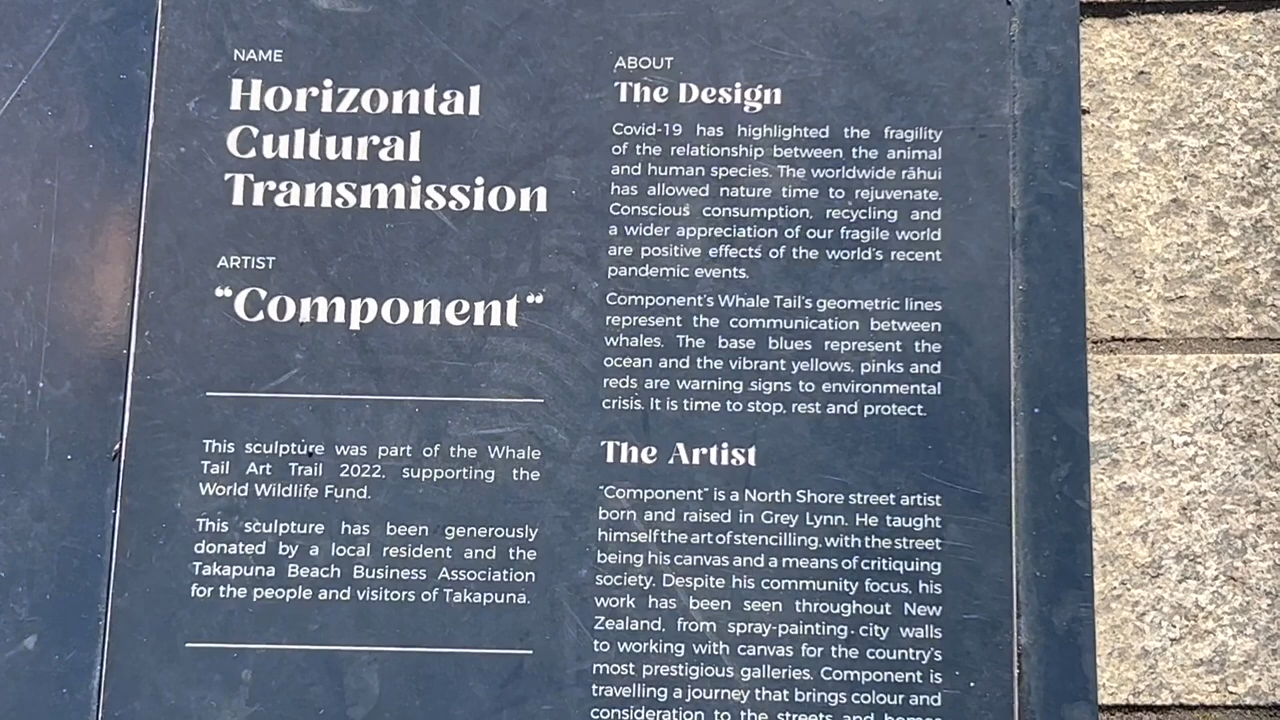 NAME
Horizontal
Cultural
Transmission
ARTIST
“Component“
This sculpture was part of the Whale
Tail Art Trail 2022, supporting the
World Wildlife Fund.
This sculpture has been generously
donated by a local resident and the
Takapuna Beach Business Association
for the people and visitors of Takapuna.
ABOUT
The Design
Covid-19 has highlighted the fragility
of the relationship between the animal
and human species. The worldwide rāhui
has allowed nature time to rejuvenate.
Conscious consumption, recycling and
a wider appreciation of our fragile world
are positive effects of the world's recent
pandemic events.
Component's Whale Tail's geometric lines
represent the communication between
whales. The base blues represent the
ocean and the vibrant yellows, pinks and
reds are warning signs to environmental
crisis. It is time to stop, rest and protect.
The Artist
“Component” is a North Shore street artist
born and raised in Grey Lynn. He taught
himself the art of stencilling, with the street
being his canvas and a means of critiquing
society. Despite his community focus, his
work has been seen throughout New
Zealand, from spray-painting city walls
to working with canvas for the country's
most prestigious galleries. Component is
travelling a journey that brings colour and
consideration to the streets and homes